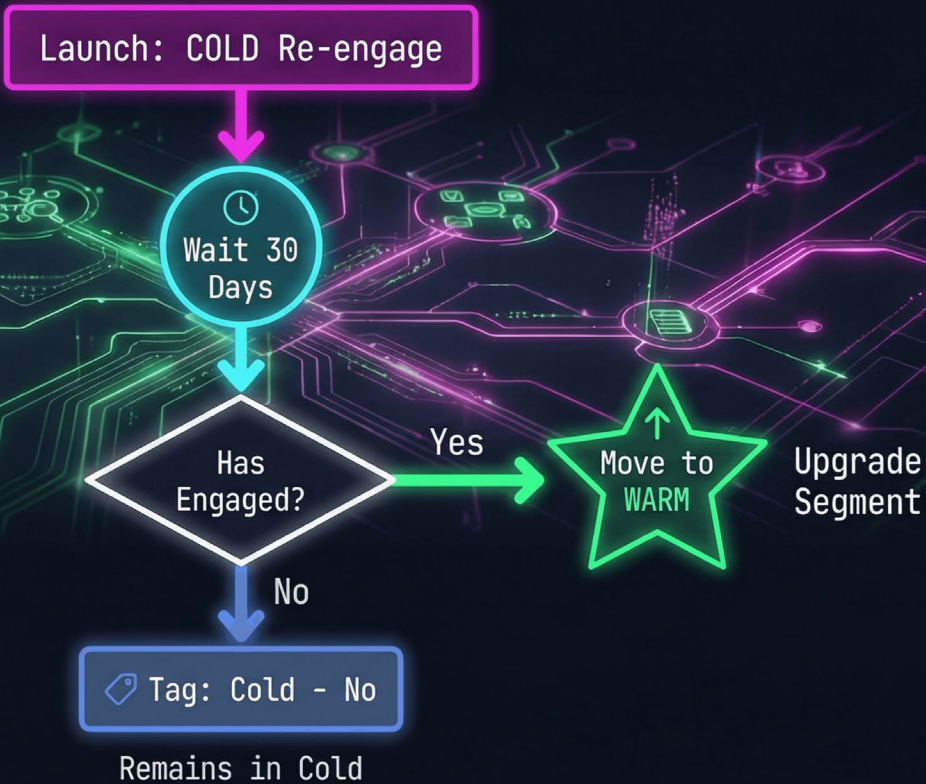 Launch: COLD Re-engage
Wait 30
Days
Has
Engaged?
Yes
Move to
WARM
Upgrade
Segment
No
Tag: Cold - No
Remains in Cold